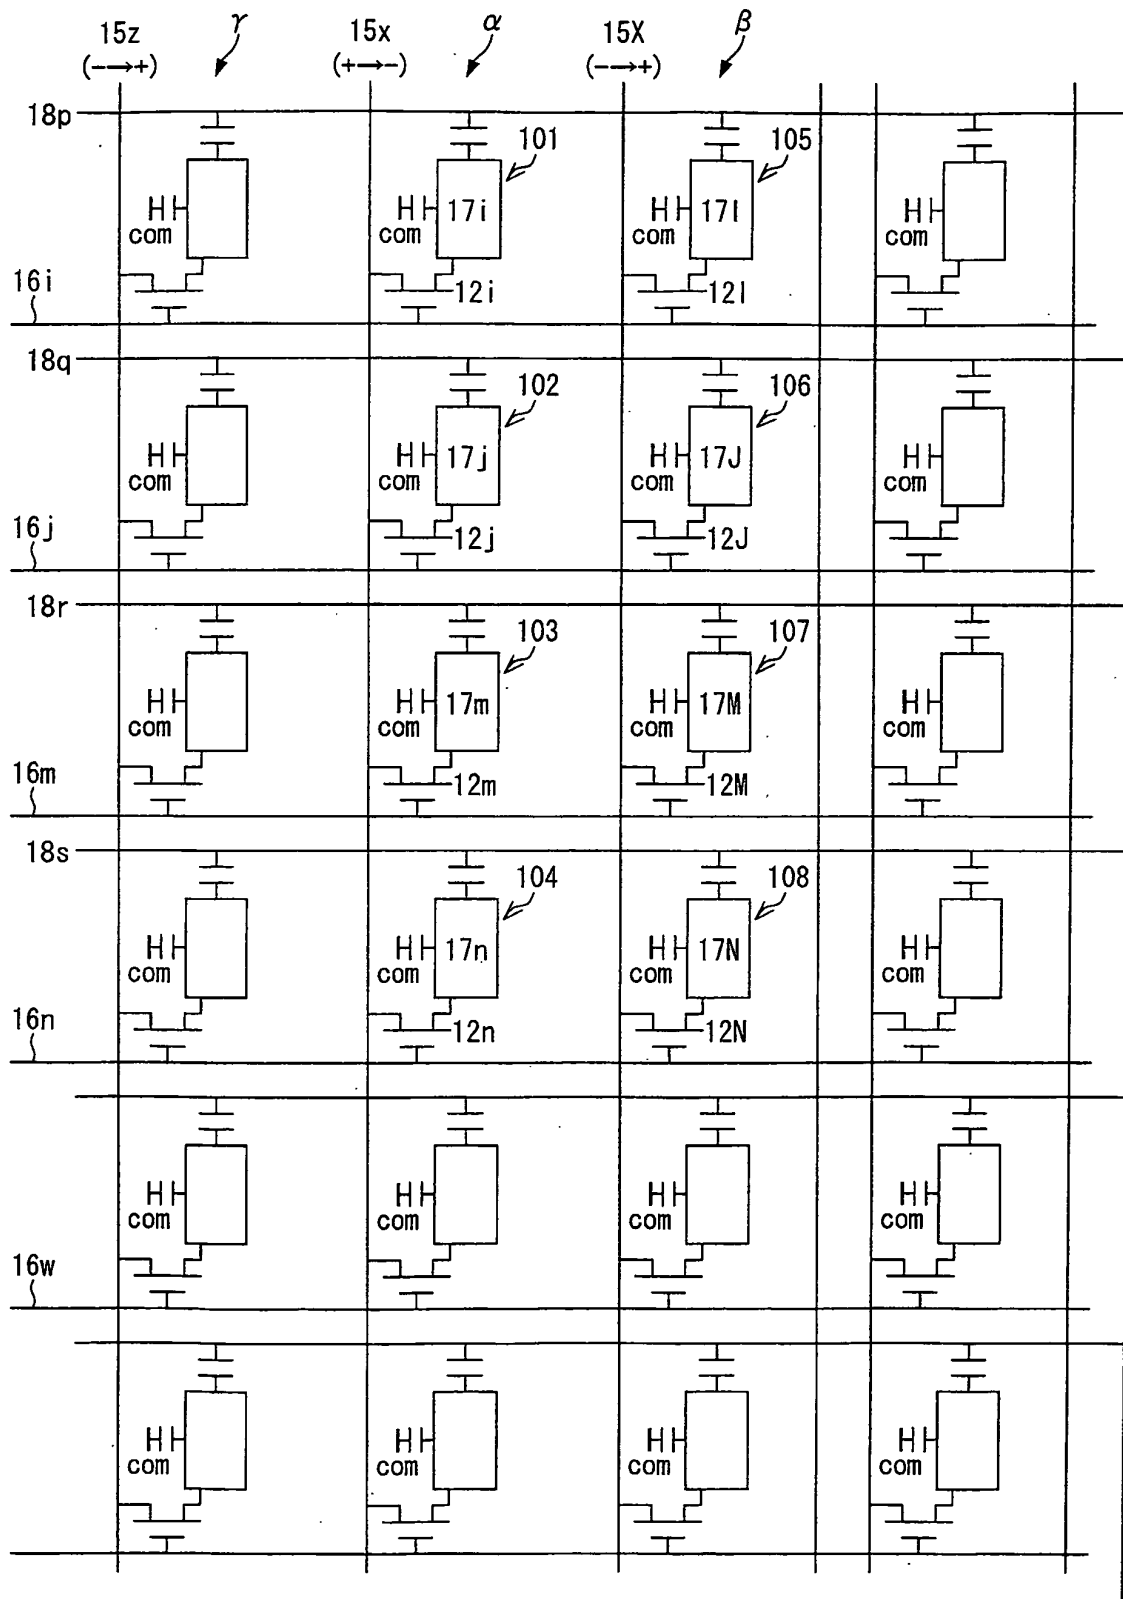 15z γ 15x α 15X β
(−→+) (+→−) (−→+)
18p
101 105
17i 17I
com com com com
16i 12i 12I
18q
102 106
17j 17J
com com com com
16j 12j 12J
18r
103 107
17m 17M
com com com com
16m 12m 12M
18s
104 108
17n 17N
com com com com
16n 12n 12N
com com com com
16w
com com com com